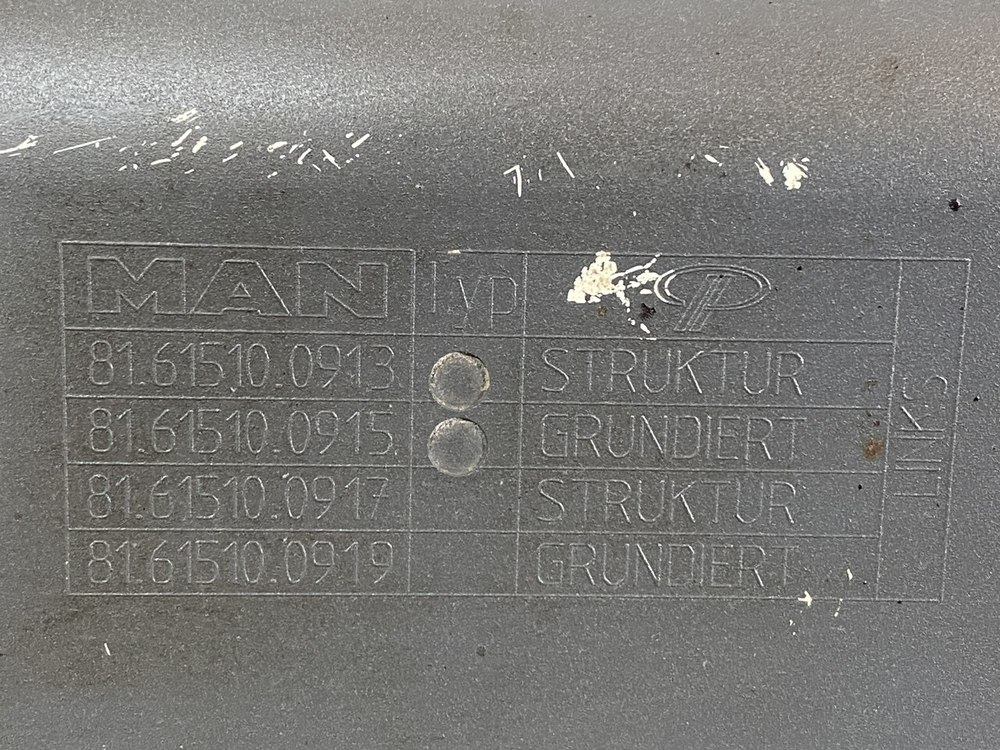 MAN Typ
81.61510.0913 STRUKTUR
81.61510.0915 GRUNDIERT
81.61510.0917 STRUKTUR
81.61510.0919 GRUNDIERT
LINKS